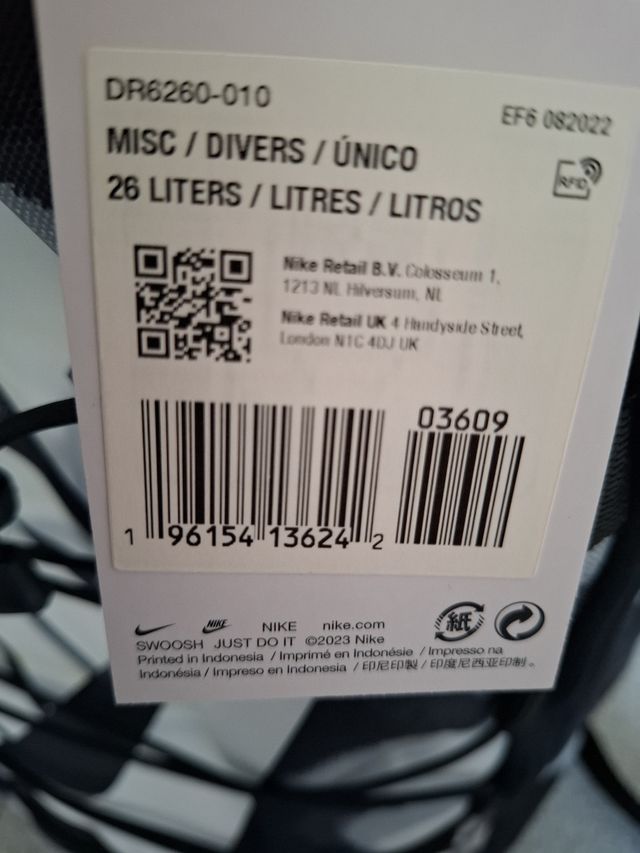 DR6260-010
EF6 082022
MISC / DIVERS / ÚNICO
26 LITERS / LITRES / LITROS
RFID
Nike Retail B.V. Colosseum 1,
1213 NL Hilversum, NL
Nike Retail UK 4 Handyside Street,
London N1C 4DJ UK
03609
1 96154 13624 2
NIKE NIKE nike.com
SWOOSH JUST DO IT ©2023 Nike
紙
Printed in Indonesia / Imprimé en Indonésie / Impresso na
Indonésia / Impreso en Indonesia / 印尼印製 / 印度尼西亚印制。